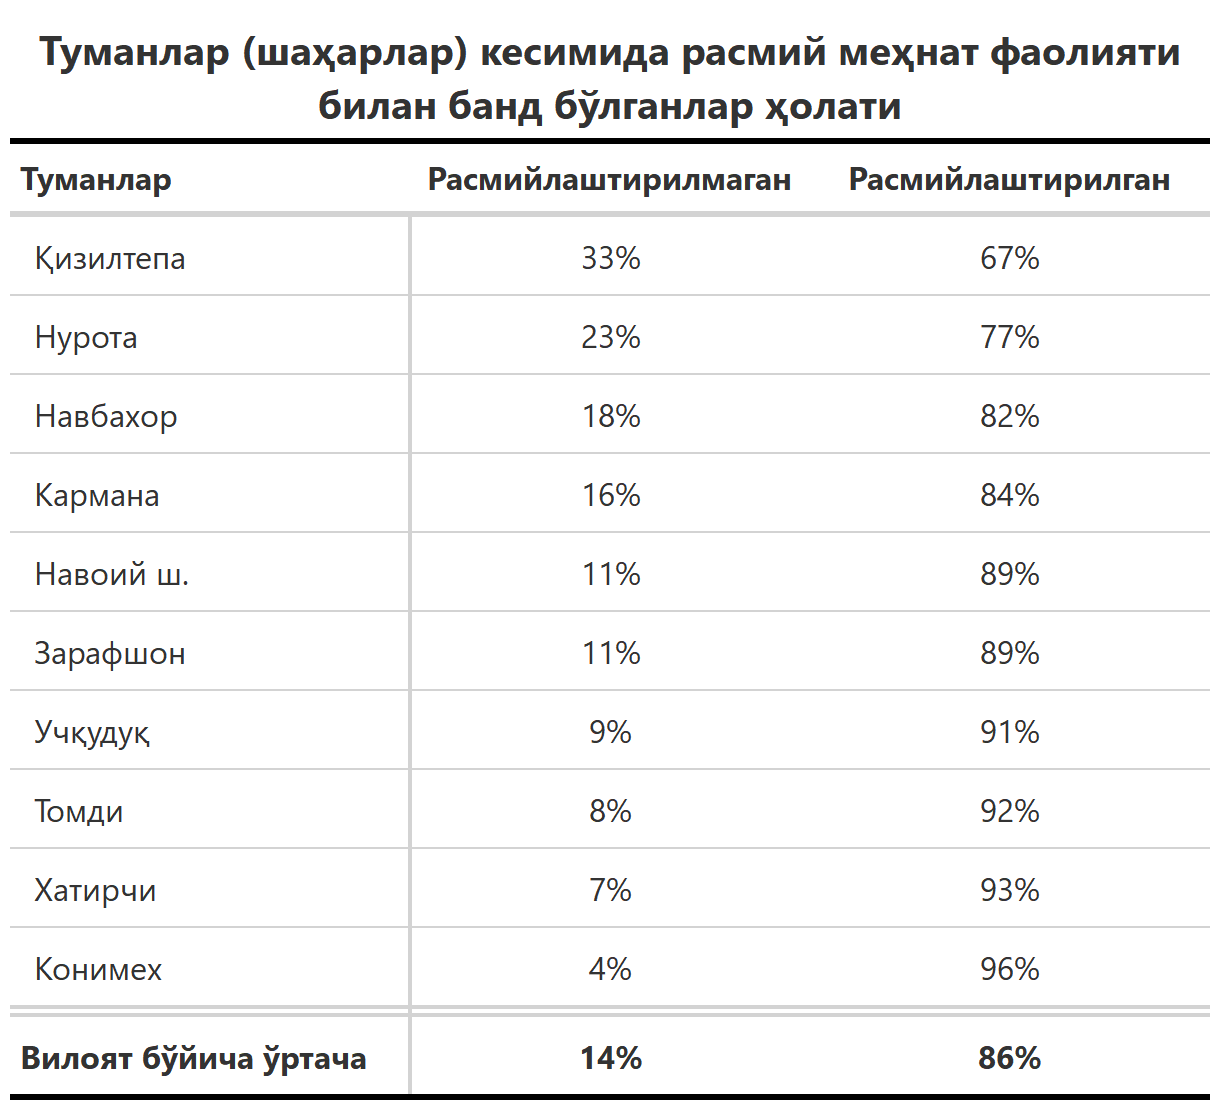 Туманлар (шаҳарлар) кесимида расмий меҳнат фаолияти
билан банд бўлганлар ҳолати
Туманлар Расмийлаштирилмаган Расмийлаштирилган
Қизилтепа 33% 67%
Нурота 23% 77%
Навбахор 18% 82%
Кармана 16% 84%
Навоий ш. 11% 89%
Зарафшон 11% 89%
Учқудуқ 9% 91%
Томди 8% 92%
Хатирчи 7% 93%
Конимех 4% 96%
Вилоят бўйича ўртача 14% 86%